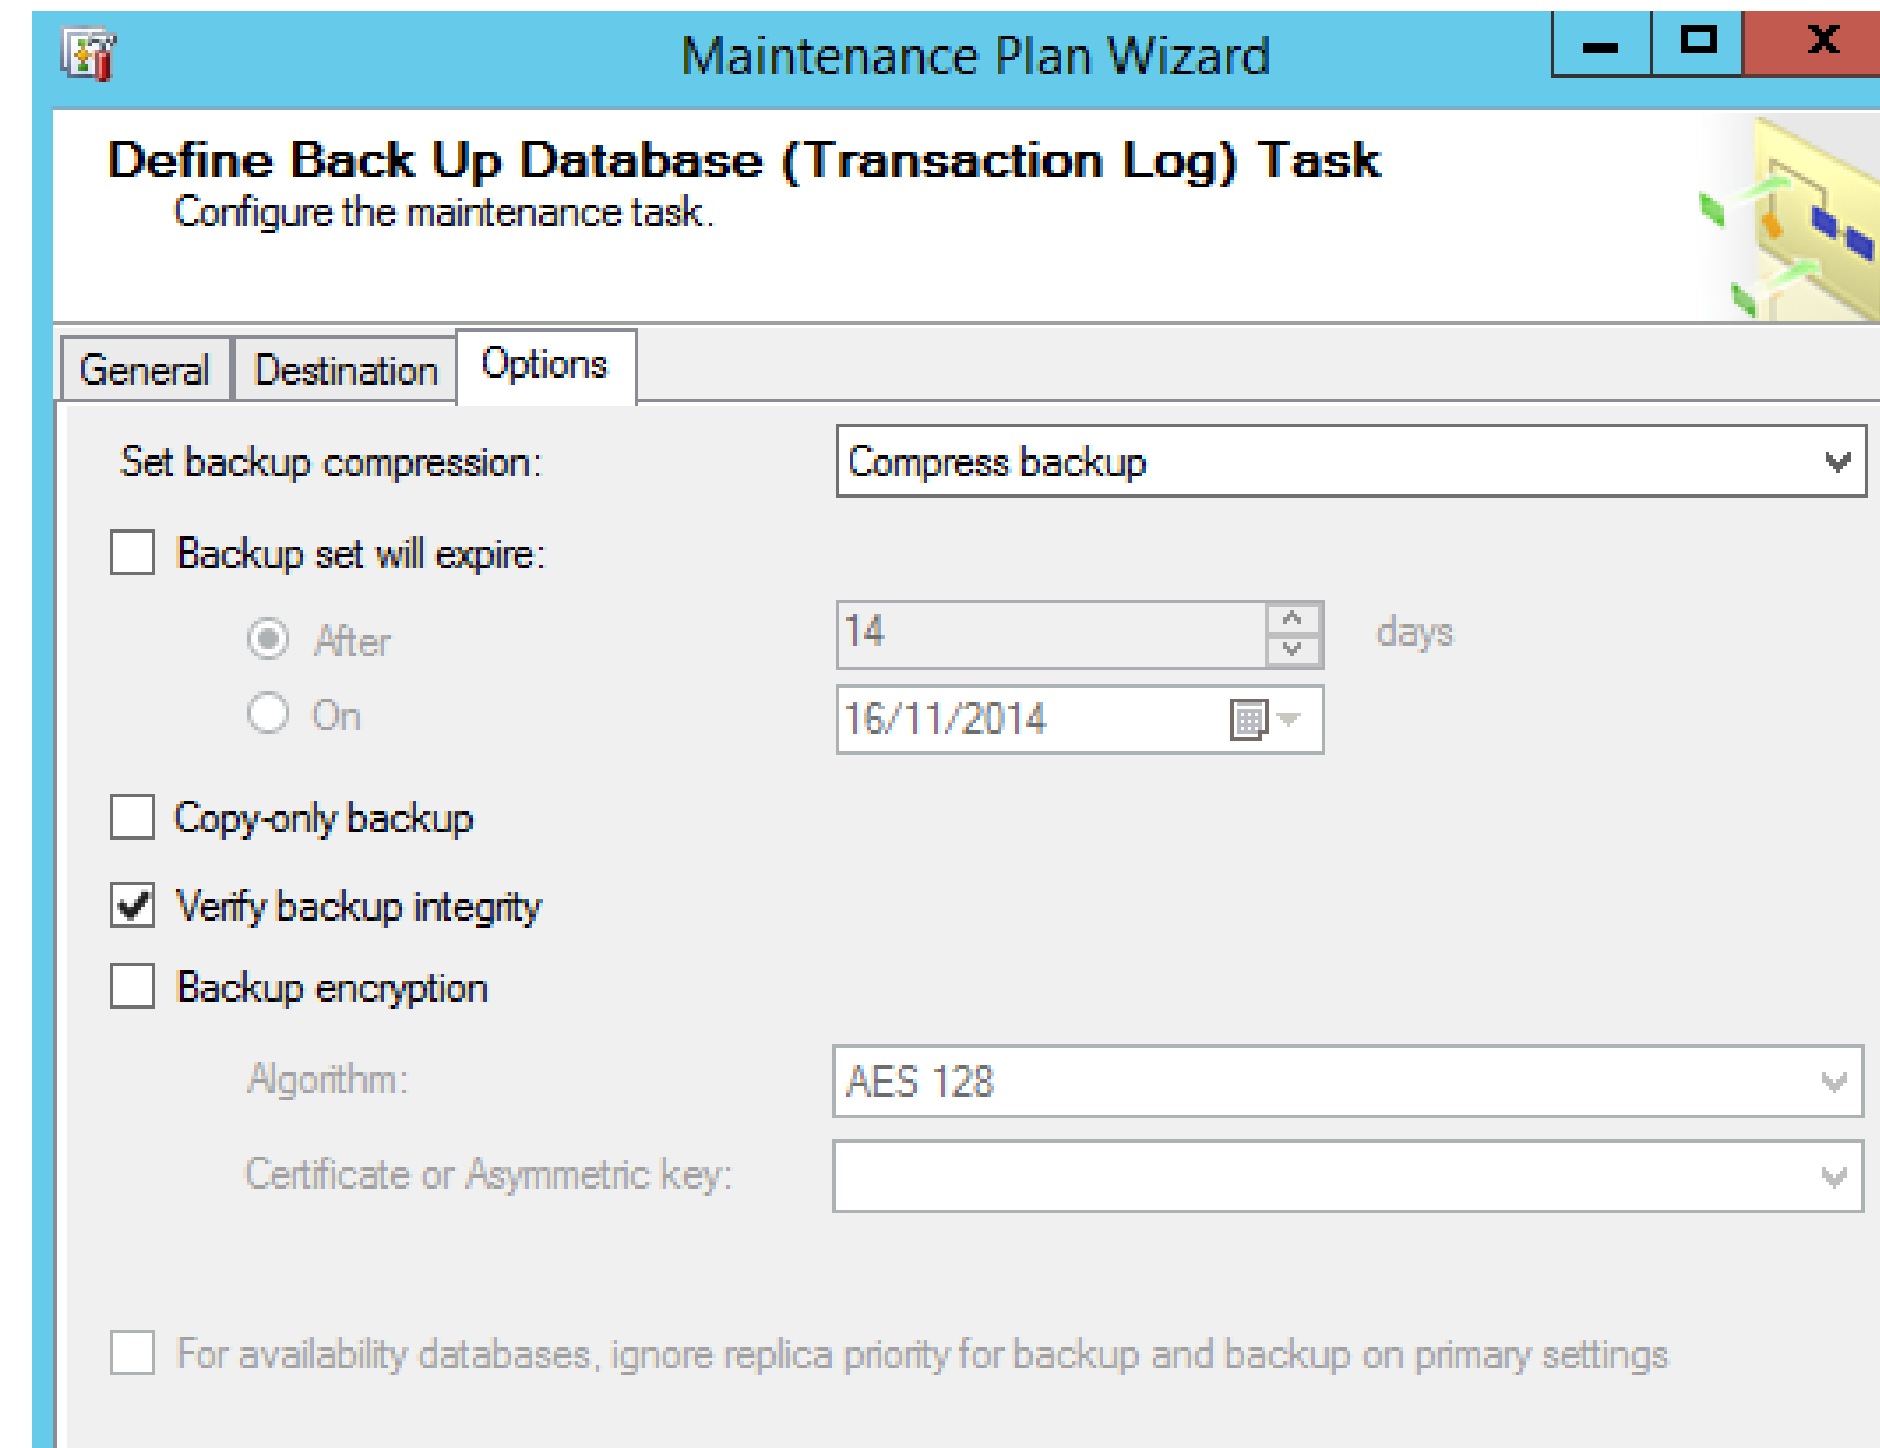 Maintenance Plan Wizard
Define Back Up Database (Transaction Log) Task
Configure the maintenance task.
General Destination Options
Set backup compression: Compress backup
Backup set will expire:
After 14 days
On 16/11/2014
Copy-only backup
Verify backup integrity
Backup encryption
Algorithm: AES 128
Certificate or Asymmetric key:
For availability databases, ignore replica priority for backup and backup on primary settings